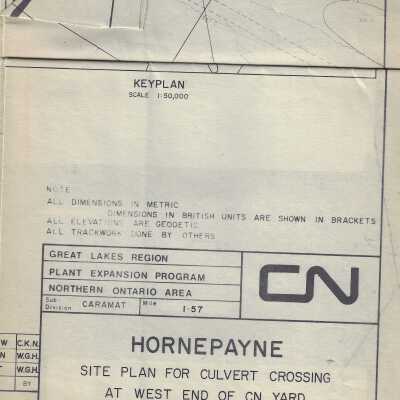 KEYPLAN
SCALE 1:50,000
NOTE
ALL DIMENSIONS IN METRIC
DIMENSIONS IN BRITISH UNITS ARE SHOWN IN BRACKETS
ALL ELEVATIONS ARE GEODETIC
ALL TRACKWORK DONE BY OTHERS
GREAT LAKES REGION
PLANT EXPANSION PROGRAM
NORTHERN ONTARIO AREA
Sub-Division CARAMAT Mile 1·57
CN
HORNEPAYNE
SITE PLAN FOR CULVERT CROSSING
AT WEST END OF CN YARD
W C.K.N.
N W.G.H.
T W.G.H.
BY